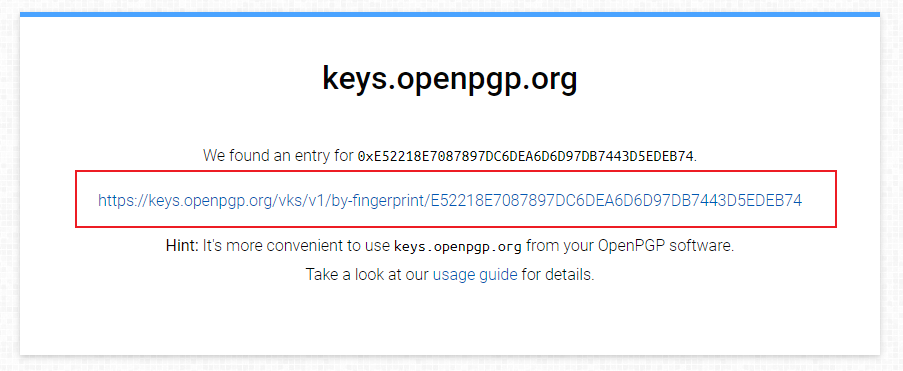 keys.openpgp.org
We found an entry for 0xE52218E7087897DC6DEA6D6D97DB7443D5EDEB74.
https://keys.openpgp.org/vks/v1/by-fingerprint/E52218E7087897DC6DEA6D6D97DB7443D5EDEB74
Hint: It's more convenient to use keys.openpgp.org from your OpenPGP software.
Take a look at our usage guide for details.